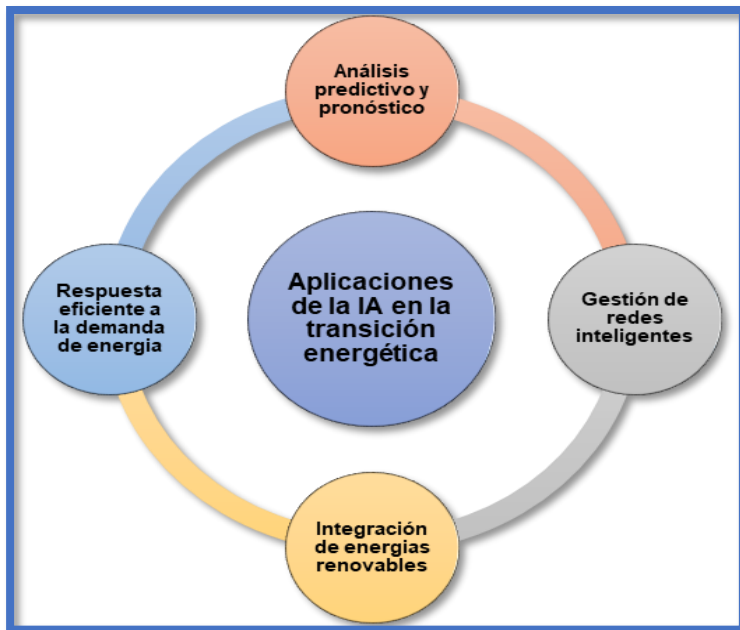 Análisis
predictivo y
pronóstico
Respuesta
eficiente a
la demanda
de energia
Aplicaciones
de la IA en la
transición
energética
Gestión de
redes
inteligentes
Integración
de energias
renovables